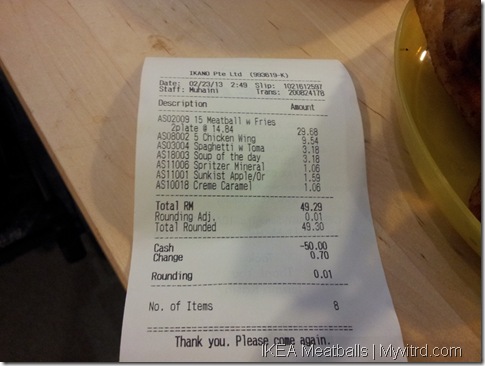 IKANO Pte Ltd (993619-K)
Date: 02/23/13 2:49 Slip: 1021612597
Staff: Muhaini Trans: 200824178
Description Amount
AS02009 15 Meatball w Fries
2plate @ 14.84 29.68
AS08002 5 Chicken Wing 9.54
AS03004 Spaghetti w Toma 3.18
AS18003 Soup of the day 3.18
AS11006 Spritzer Mineral 1.06
AS11001 Sunkist Apple/Or 1.59
AS10018 Creme Caramel 1.06
Total RM 49.29
Rounding Adj. 0.01
Total Rounded 49.30
Cash -50.00
Change 0.70
Rounding 0.01
No. of Items 8
Thank you. Please come again.
IKEA Meatballs | Myvitrd.com